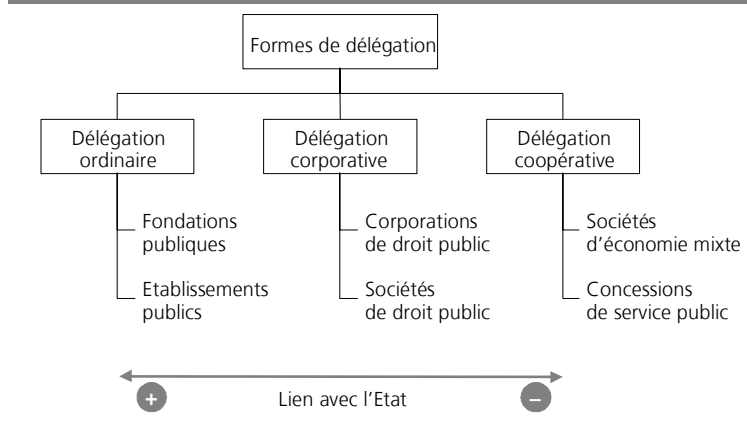 Formes de délégation
Délégation
ordinaire
Délégation
corporative
Délégation
coopérative
Fondations
publiques
Etablissements
publics
Corporations
de droit public
Sociétés
de droit public
Sociétés
d'économie mixte
Concessions
de service public
+
Lien avec l'Etat
–